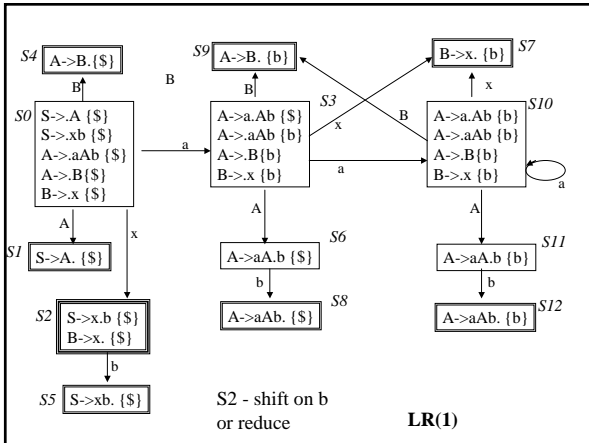 S4
A->B.{$}
B
B
S9
A->B. {b}
B
S7
B->x. {b}
x
S0
S->.A {$}
S->.xb {$}
A->.aAb {$}
A->.B{$}
B->.x {$}
a
S3
A->a.Ab {$}
A->.aAb {b}
A->.B{b}
B->.x {b}
x
B
a
S10
A->a.Ab {b}
A->.aAb {b}
A->.B{b}
B->.x {b}
a
A
x
A
A
S1
S->A. {$}
S6
A->aA.b {$}
b
S11
A->aA.b {b}
b
S2
S->x.b {$}
B->x. {$}
b
S8
A->aAb. {$}
S12
A->aAb. {b}
S5
S->xb. {$}
S2 - shift on b
or reduce
LR(1)